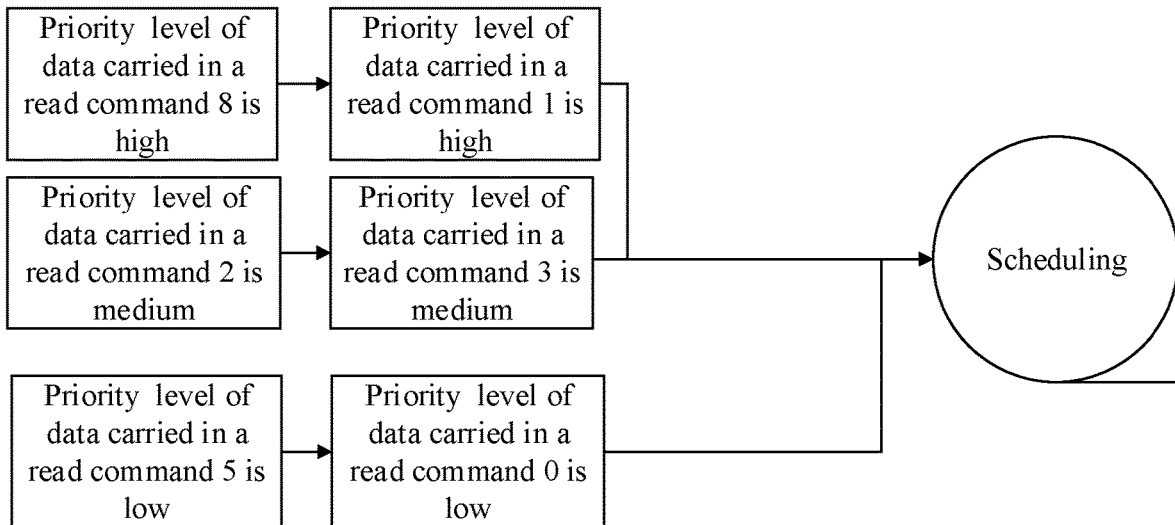 Priority level of
data carried in a
read command 8 is
high
Priority level of
data carried in a
read command 1 is
high
Priority level of
data carried in a
read command 2 is
medium
Priority level of
data carried in a
read command 3 is
medium
Scheduling
Priority level of
data carried in a
read command 5 is
low
Priority level of
data carried in a
read command 0 is
low